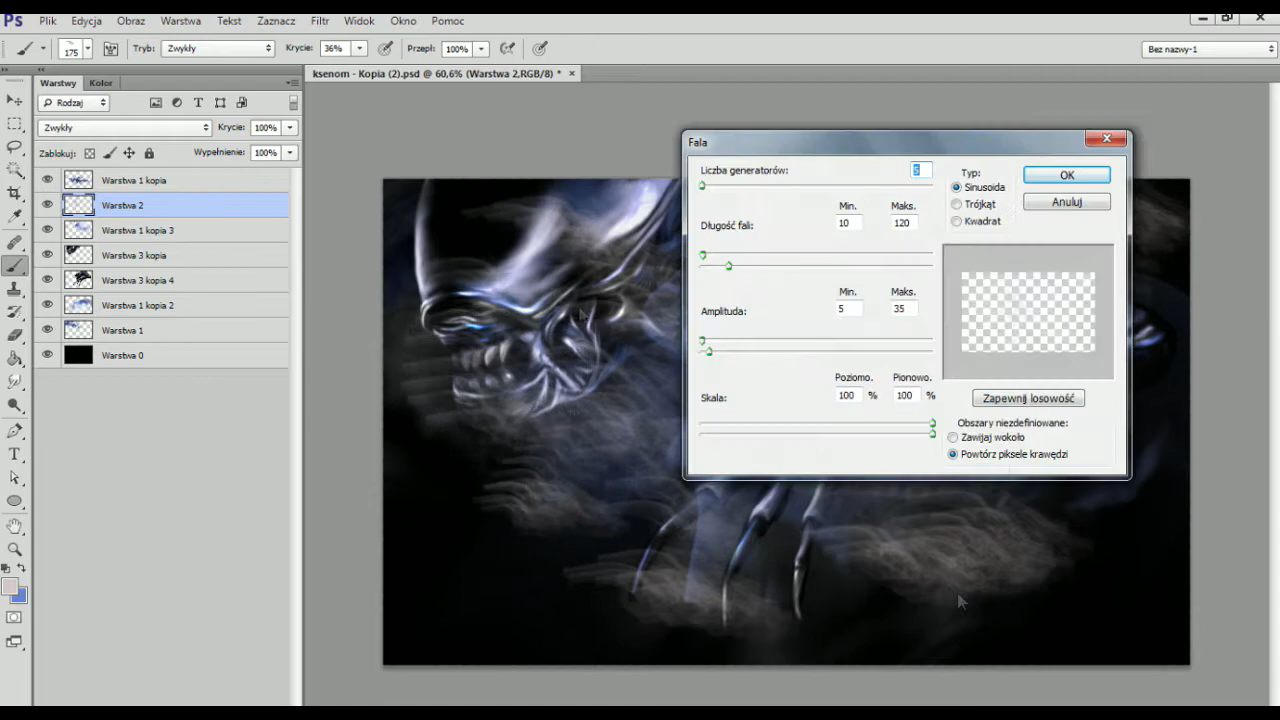 Ps Plik Edycja Obraz Warstwa Tekst Zaznacz Filtr Widok Okno Pomoc
175 Tryb: Zwykły Krycie: 36% Przepł: 100% Bez nazwy-1
Warstwy Kolor
ksenom - Kopia (2).psd @ 60,6% (Warstwa 2,RGB/8) * ×
Rodzaj
Zwykły Krycie: 100%
Zablokuj: Wypełnienie: 100%
Warstwa 1 kopia
Warstwa 2
Warstwa 1 kopia 3
Warstwa 3 kopia
Warstwa 3 kopia 4
Warstwa 1 kopia 2
Warstwa 1
Warstwa 0
Fala
Liczba generatorów: 5
Min. Maks.
Długość fali: 10 120
Min. Maks.
Amplituda: 5 35
Poziomo. Pionowo.
Skala: 100 % 100 %
Typ:
Sinusoida
Trójkąt
Kwadrat
OK
Anuluj
Zapewnij losowość
Obszary niezdefiniowane:
Zawijaj wokoło
Powtórz piksele krawędzi